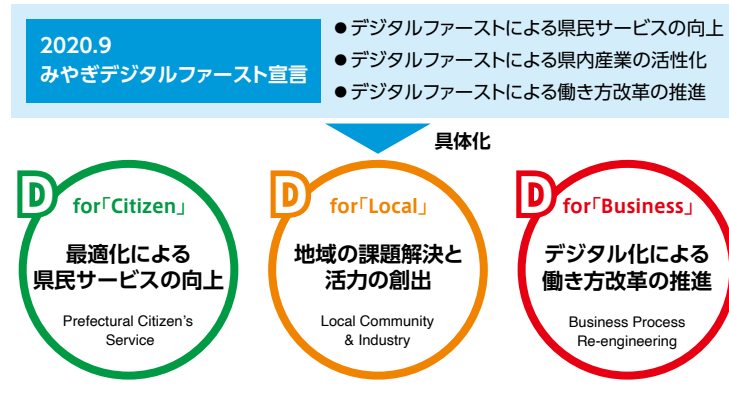 2020.9
みやぎデジタルファースト宣言
●デジタルファーストによる県民サービスの向上
●デジタルファーストによる県内産業の活性化
●デジタルファーストによる働き方改革の推進
具体化
D for「Citizen」
最適化による
県民サービスの向上
Prefectural Citizen's
Service
D for「Local」
地域の課題解決と
活力の創出
Local Community
& Industry
D for「Business」
デジタル化による
働き方改革の推進
Business Process
Re-engineering